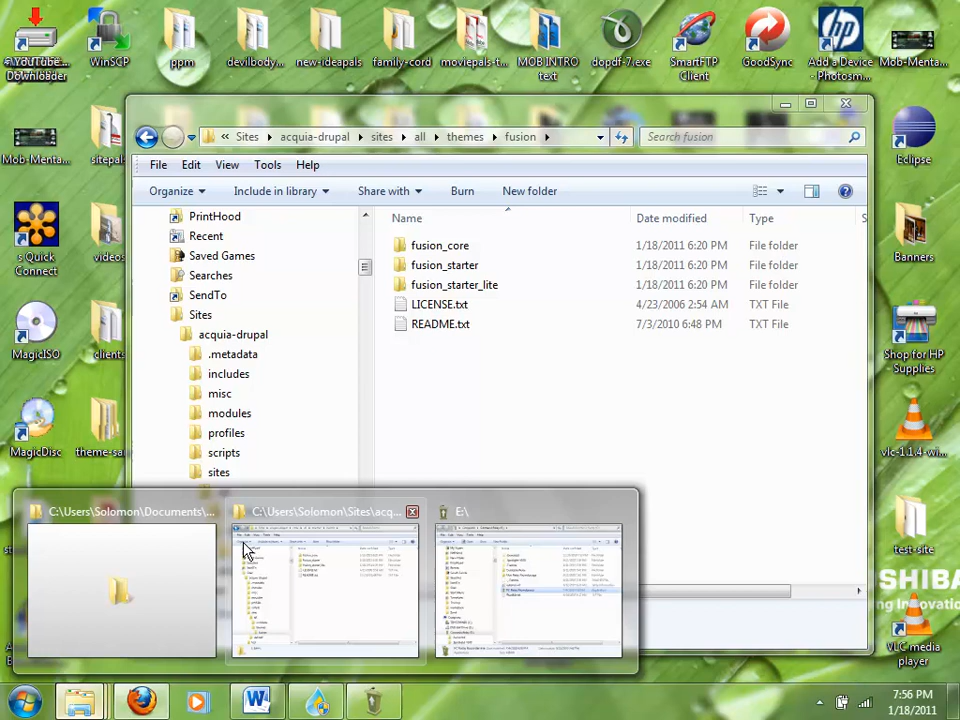 YouTube
Downloader
WinSCP
ppm
devilbody...
new-ideapals
family-cord
moviepals-t...
MOB INTRO
text
dopdf-7.exe
SmartFTP
Client
GoodSync
Add a Device
- Photosm...
Mob-Menta...
Mob-Menta...
sitepals
Eclipse
s Quick
Connect
videos
Banners
MagicISO
clients
Shop for HP
Supplies
MagicDisc
theme-sa
vlc-1.1.4-wi...
test-site
SHIBA
ng Innovatio
VLC media
player
« Sites ▸ acquia-drupal ▸ sites ▸ all ▸ themes ▸ fusion ▸
Search fusion
File Edit View Tools Help
Organize Include in library Share with Burn New folder
PrintHood
Recent
Saved Games
Searches
SendTo
Sites
acquia-drupal
.metadata
includes
misc
modules
profiles
scripts
sites
Name Date modified Type S
fusion_core 1/18/2011 6:20 PM File folder
fusion_starter 1/18/2011 6:20 PM File folder
fusion_starter_lite 1/18/2011 6:20 PM File folder
LICENSE.txt 4/23/2006 2:54 AM TXT File
README.txt 7/3/2010 6:48 PM TXT File
C:\Users\Solomon\Documents\...
C:\Users\Solomon\Sites\acq...
E:\
7:56 PM
1/18/2011